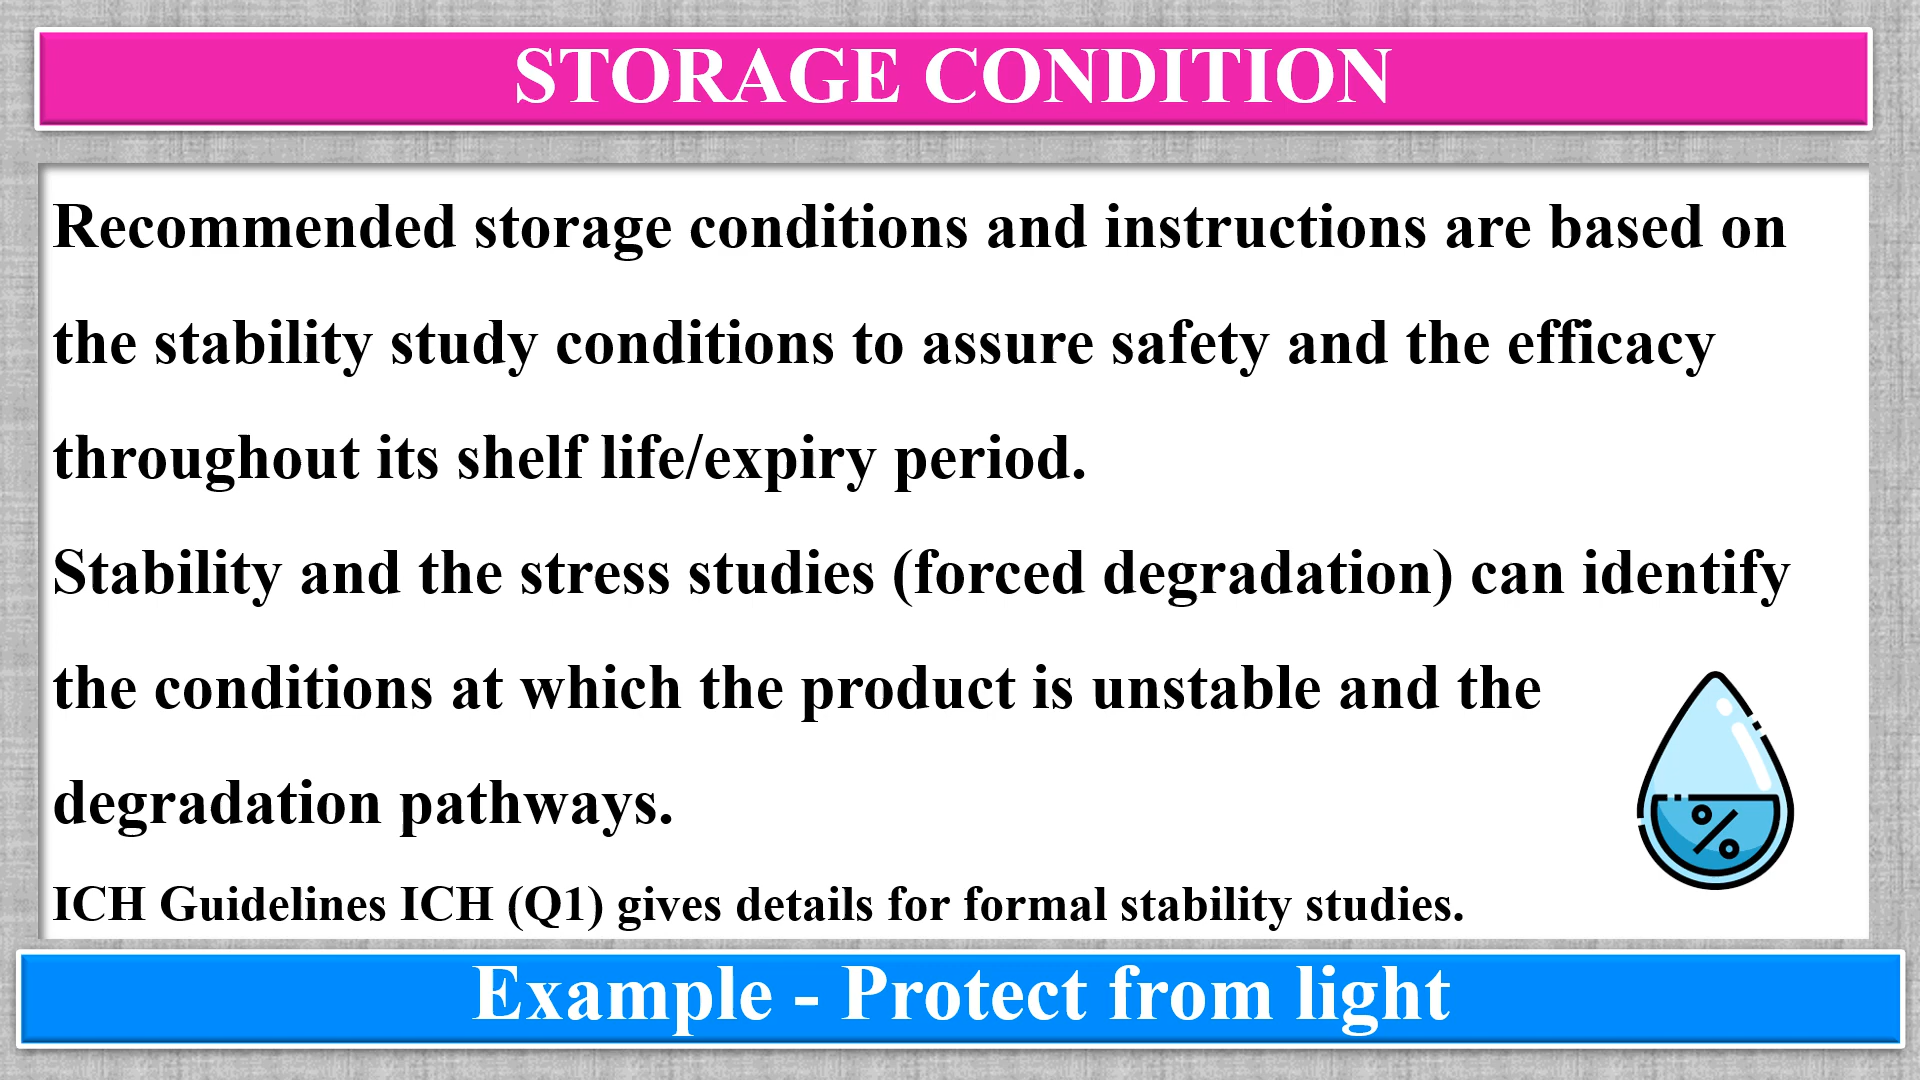 STORAGE CONDITION
Recommended storage conditions and instructions are based on
the stability study conditions to assure safety and the efficacy
throughout its shelf life/expiry period.
Stability and the stress studies (forced degradation) can identify
the conditions at which the product is unstable and the
degradation pathways.
ICH Guidelines ICH (Q1) gives details for formal stability studies.
%
Example - Protect from light